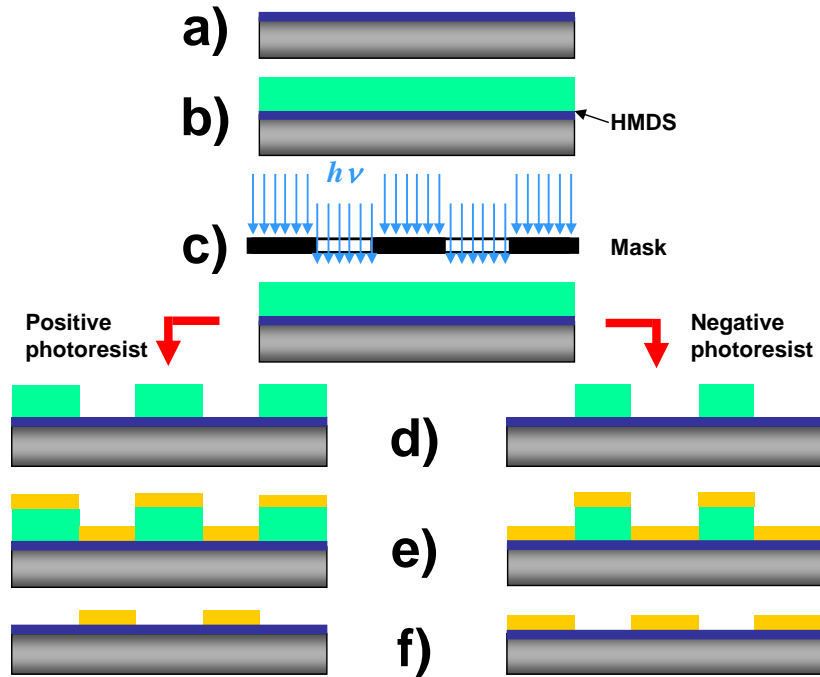 a)
b)
HMDS
hν
c)
Mask
Positive
photoresist
Negative
photoresist
d)
e)
f)